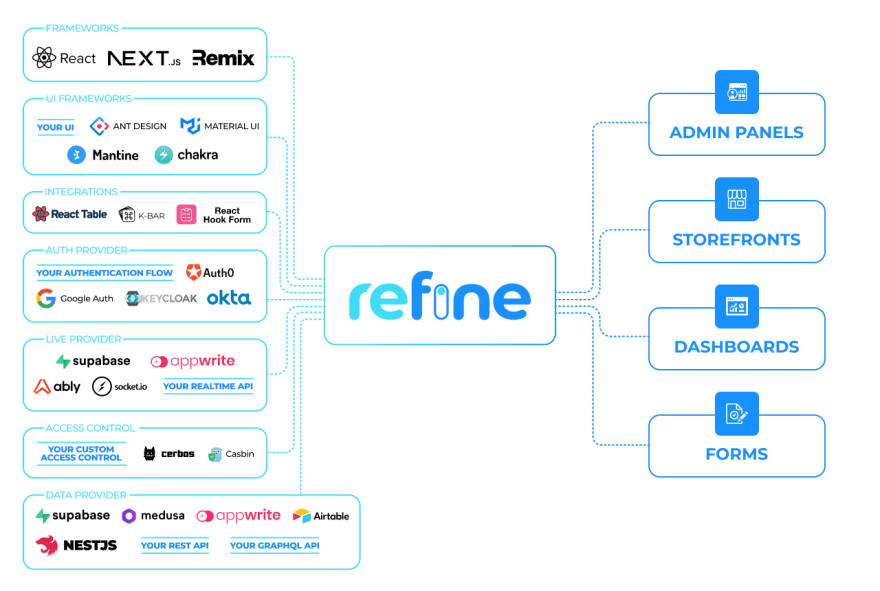 FRAMEWORKS
React NEXT.JS Remix
UI FRAMEWORKS
YOUR UI ANT DESIGN MATERIAL UI
Mantine chakra
INTEGRATIONS
React Table K-BAR React Hook Form
AUTH PROVIDER
YOUR AUTHENTICATION FLOW Auth0
Google Auth KEYCLOAK okta
LIVE PROVIDER
supabase appwrite
ably socket.io YOUR REALTIME API
ACCESS CONTROL
YOUR CUSTOM
ACCESS CONTROL cerbos Casbin
DATA PROVIDER
supabase medusa appwrite Airtable
NESTJS YOUR REST API YOUR GRAPHQL API
refine
ADMIN PANELS
STOREFRONTS
DASHBOARDS
FORMS